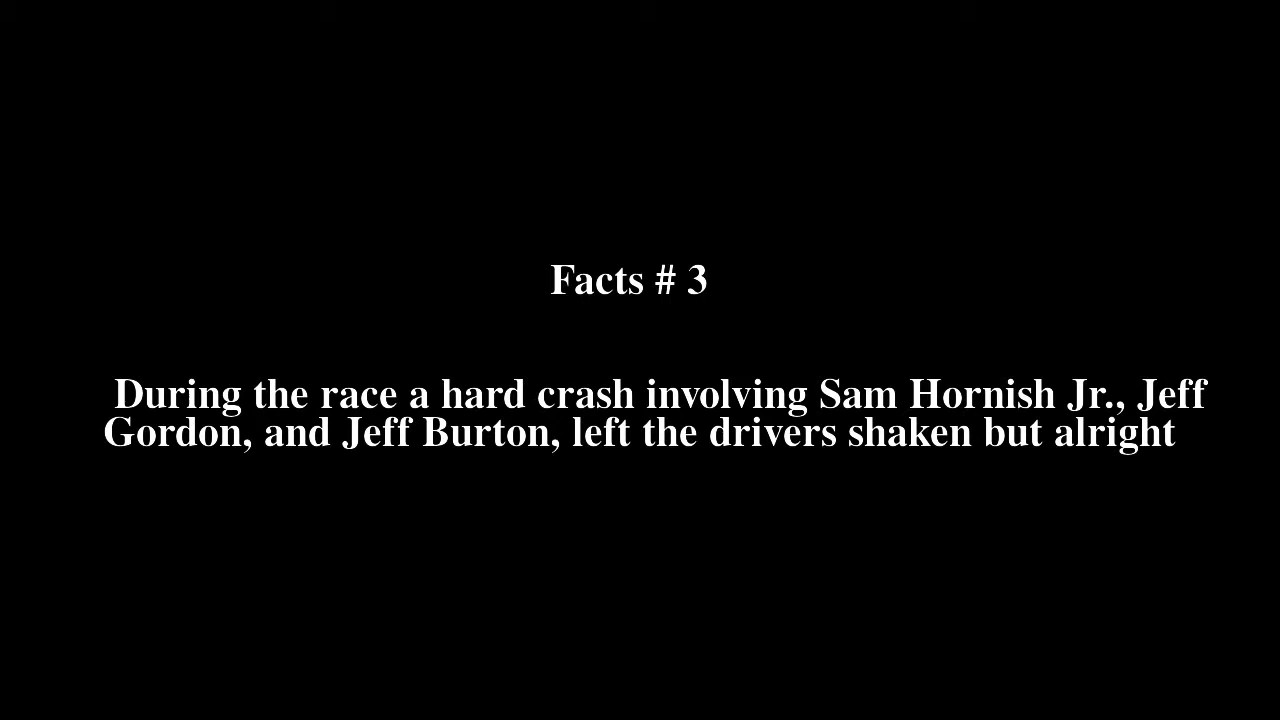 Facts # 3
During the race a hard crash involving Sam Hornish Jr., Jeff
Gordon, and Jeff Burton, left the drivers shaken but alright